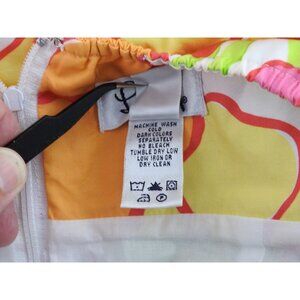 MACHINE WASH
COLD
DARK COLORS
SEPARATELY
NO BLEACH
TUMBLE DRY LOW
LOW IRON OR
DRY CLEAN